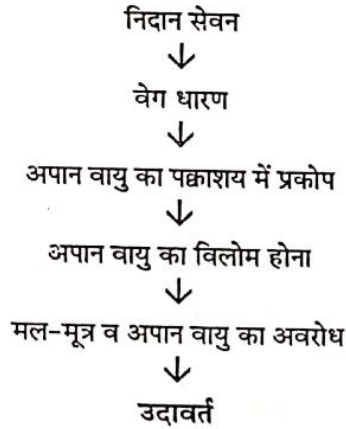 निदान सेवन
↓
वेग धारण
↓
अपान वायु का पक्वाशय में प्रकोप
↓
अपान वायु का विलोम होना
↓
मल-मूत्र व अपान वायु का अवरोध
↓
उदावर्त